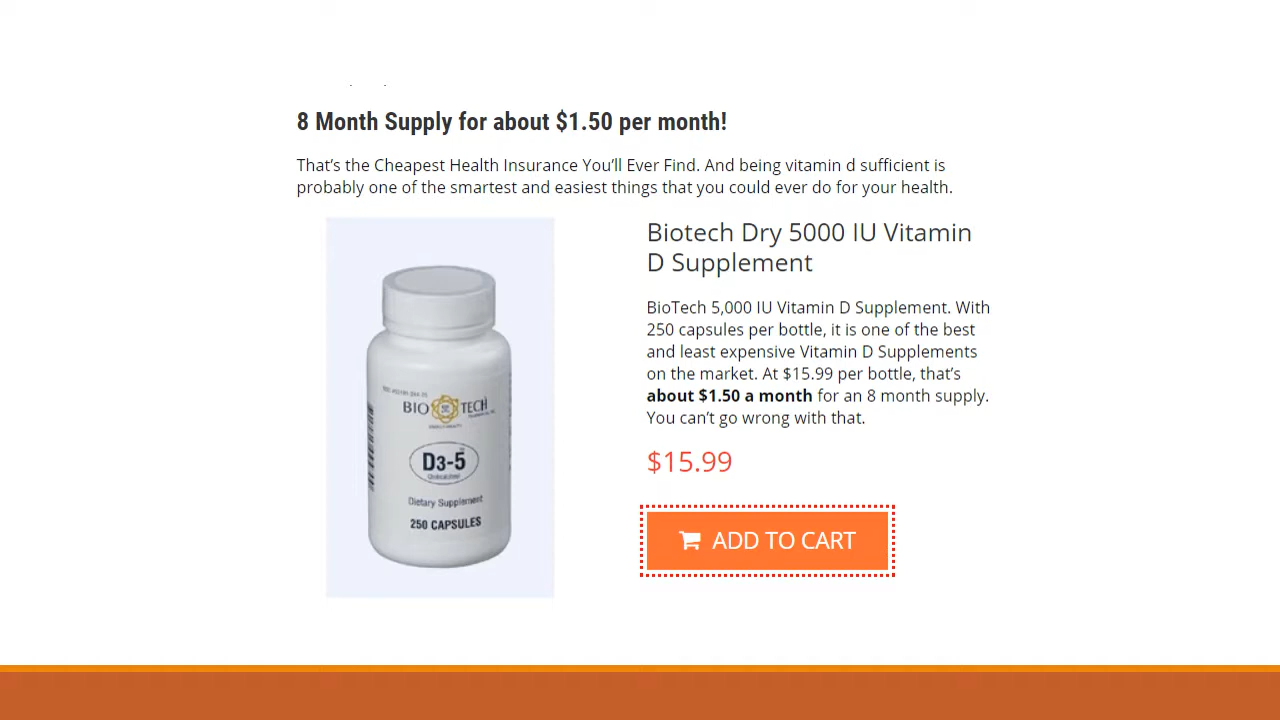 8 Month Supply for about $1.50 per month!
That’s the Cheapest Health Insurance You’ll Ever Find. And being vitamin d sufficient is
probably one of the smartest and easiest things that you could ever do for your health.
Biotech Dry 5000 IU Vitamin
D Supplement
BioTech 5,000 IU Vitamin D Supplement. With
250 capsules per bottle, it is one of the best
and least expensive Vitamin D Supplements
on the market. At $15.99 per bottle, that’s
about $1.50 a month for an 8 month supply.
You can’t go wrong with that.
$15.99
ADD TO CART
BIO TECH
D3-5
Dietary Supplement
250 CAPSULES